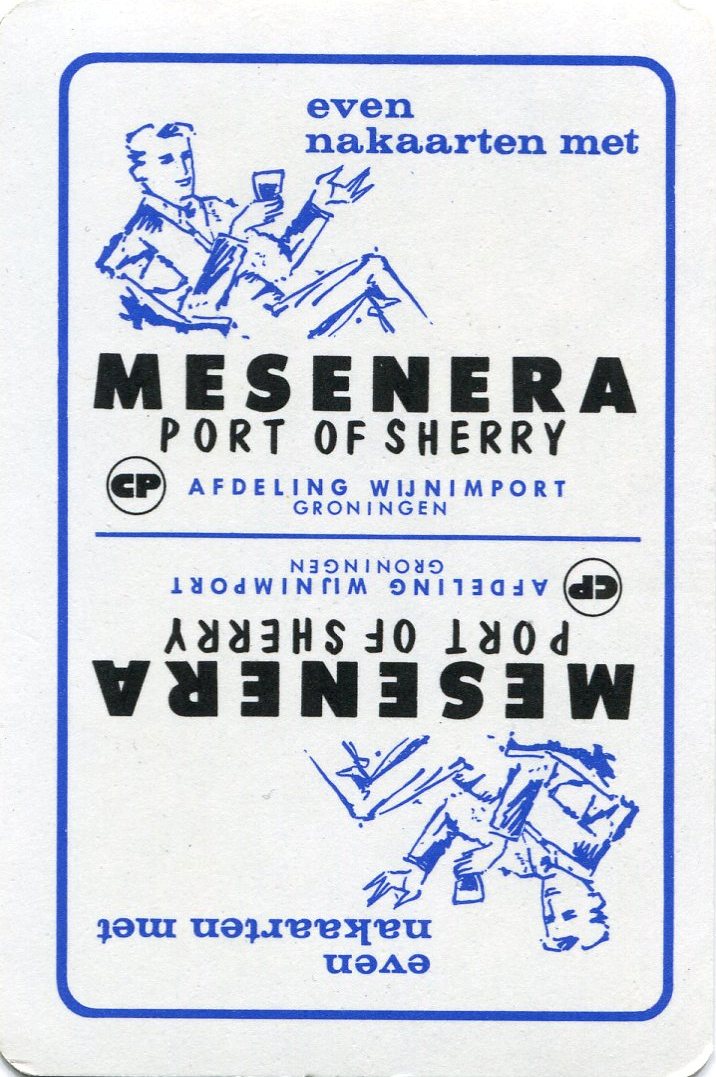 even
nakaarten met
MESENERA
PORT OF SHERRY
CP AFDELING WIJNIMPORT
GRONINGEN
GRONINGEN
CP AFDELING WIJNIMPORT
PORT OF SHERRY
MESENERA
nakaarten met
even